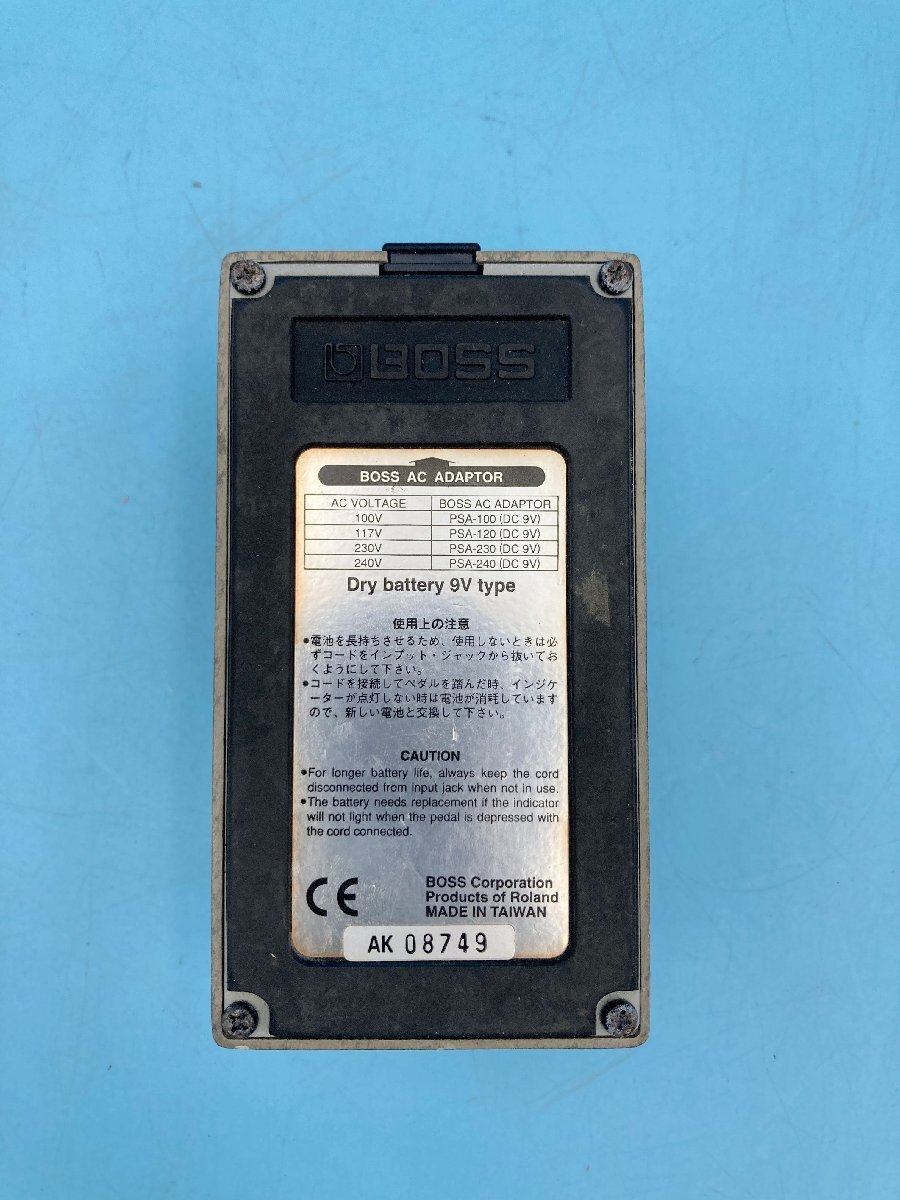 BOSS
BOSS AC ADAPTOR
AC VOLTAGE BOSS AC ADAPTOR
100V PSA-100 (DC 9V)
117V PSA-120 (DC 9V)
230V PSA-230 (DC 9V)
240V PSA-240 (DC 9V)
Dry battery 9V type
使用上の注意
●電池を長持ちさせるため、使用しないときは必
ずコードをインプット・ジャックから抜いてお
くようにして下さい。
●コードを接続してペダルを踏んだ時、インジケ
ーターが点灯しない時は電池が消耗しています
ので、新しい電池と交換して下さい。
CAUTION
●For longer battery life, always keep the cord
disconnected from input jack when not in use.
●The battery needs replacement if the indicator
will not light when the pedal is depressed with
the cord connected.
CE
BOSS Corporation
Products of Roland
MADE IN TAIWAN
AK 08749